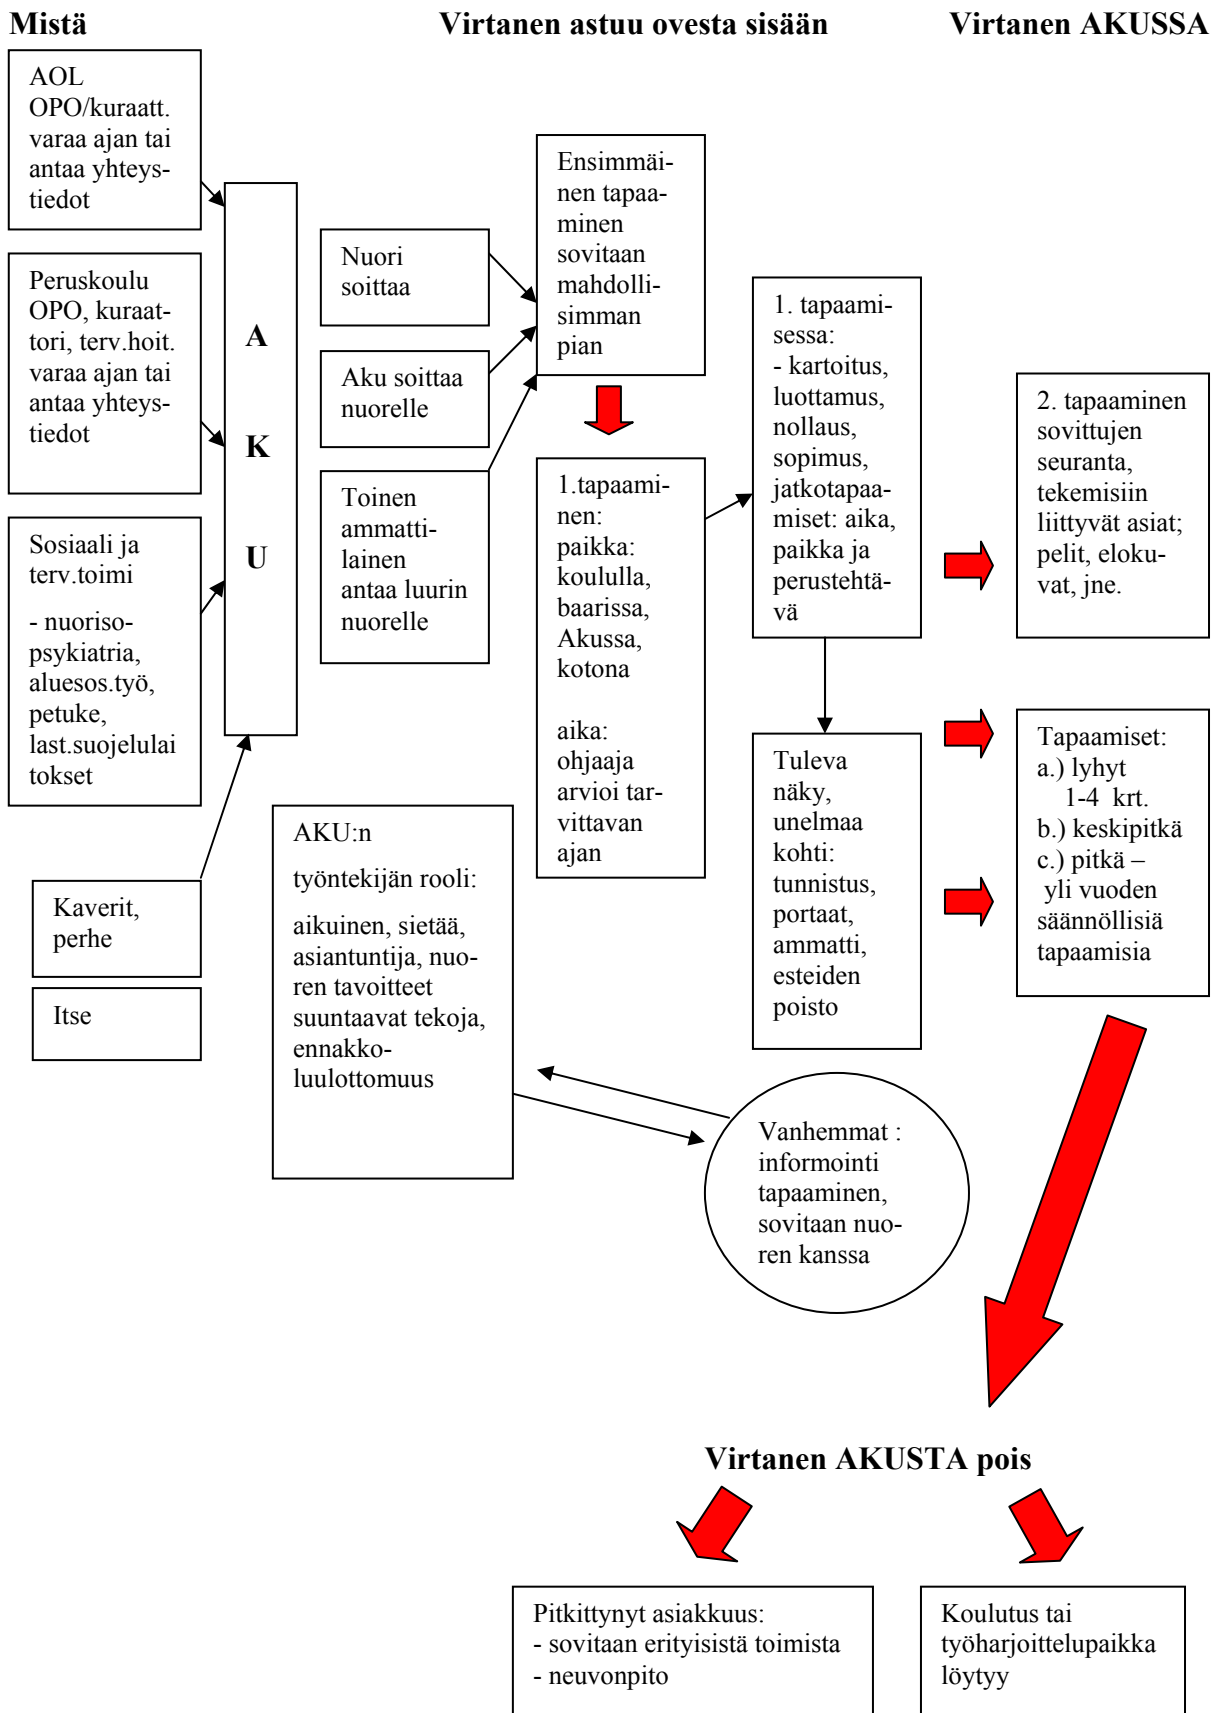 Mistä
Virtanen astuu ovesta sisään
Virtanen AKUSSA
AOL
OPO/kuraatt.
varaa ajan tai
antaa yhteys-
tiedot
Peruskoulu
OPO, kuraat-
tori, terv.hoit.
varaa ajan tai
antaa yhteys-
tiedot
Sosiaali ja
terv.toimi
- nuoriso-
psykiatria,
aluesos.työ,
petuke,
last.suojelulai
tokset
Kaverit,
perhe
Itse
A
K
U
Nuori
soittaa
Aku soittaa
nuorelle
Toinen
ammatti-
lainen
antaa luurin
nuorelle
AKU:n
työntekijän rooli:
aikuinen, sietää,
asiantuntija, nuo-
ren tavoitteet
suuntaavat tekoja,
ennakko-
luulottomuus
Ensimmäi-
nen tapaa-
minen
sovitaan
mahdolli-
simman
pian
1.tapaami-
nen:
paikka:
koululla,
baarissa,
Akussa,
kotona
aika:
ohjaaja
arvioi tar-
vittavan
ajan
1. tapaami-
sessa:
- kartoitus,
luottamus,
nollaus,
sopimus,
jatkotapaa-
miset: aika,
paikka ja
perustehtä-
vä
Tuleva
näky,
unelmaa
kohti:
tunnistus,
portaat,
ammatti,
esteiden
poisto
Vanhemmat :
informointi
tapaaminen,
sovitaan nuo-
ren kanssa
2. tapaaminen
sovittujen
seuranta,
tekemisiin
liittyvät asiat;
pelit, eloku-
vat, jne.
Tapaamiset:
a.) lyhyt
1-4 krt.
b.) keskipitkä
c.) pitkä –
yli vuoden
säännöllisiä
tapaamisia
Virtanen AKUSTA pois
Pitkittynyt asiakkuus:
- sovitaan erityisistä toimista
- neuvonpito
Koulutus tai
työharjoittelupaikka
löytyy